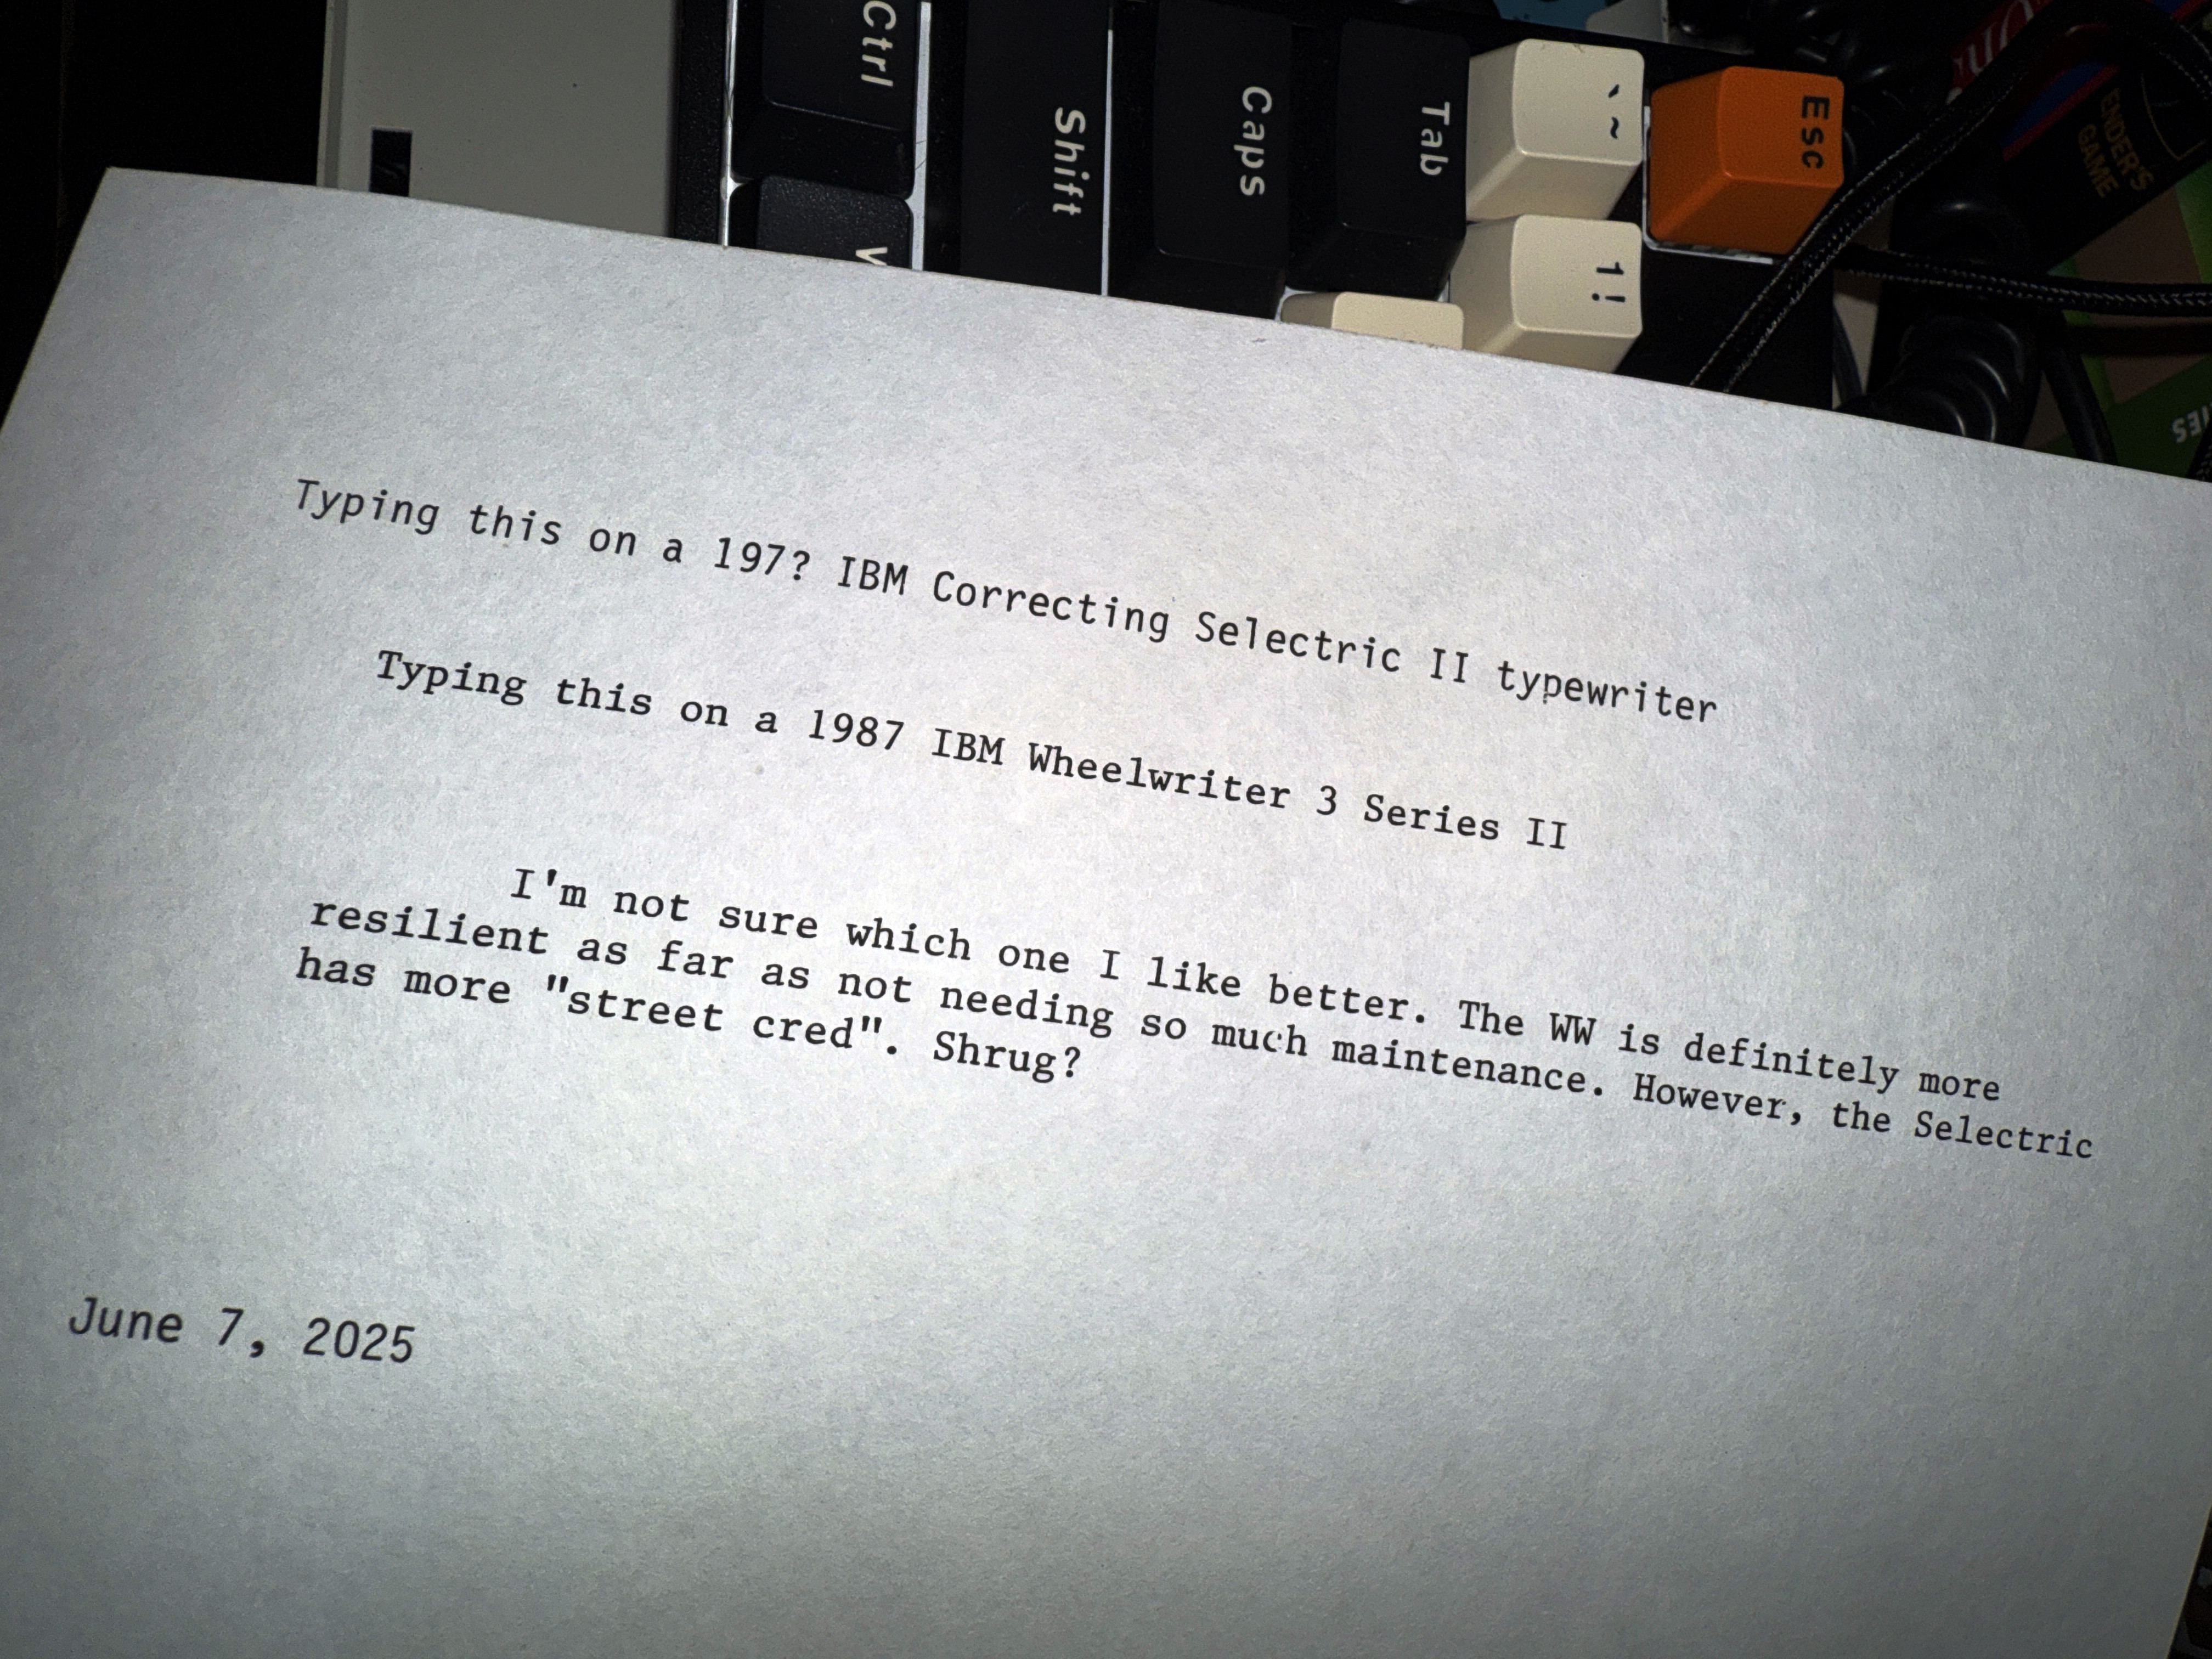 Ctrl
Shift
Caps
Tab
` ~
Esc
1!
ENDER'S
GAME
Typing this on a 197? IBM Correcting Selectric II typewriter
Typing this on a 1987 IBM Wheelwriter 3 Series II
I'm not sure which one I like better. The WW is definitely more
resilient as far as not needing so much maintenance. However, the Selectric
has more "street cred". Shrug?
June 7, 2025